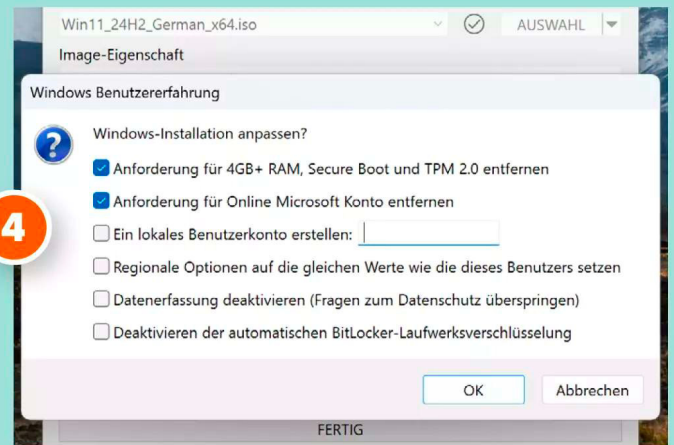 Win11_24H2_German_x64.iso
AUSWAHL
Image-Eigenschaft
Windows Benutzererfahrung
?
Windows-Installation anpassen?
Anforderung für 4GB+ RAM, Secure Boot und TPM 2.0 entfernen
Anforderung für Online Microsoft Konto entfernen
4
Ein lokales Benutzerkonto erstellen:
Regionale Optionen auf die gleichen Werte wie die dieses Benutzers setzen
Datenerfassung deaktivieren (Fragen zum Datenschutz überspringen)
Deaktivieren der automatischen BitLocker-Laufwerksverschlüsselung
OK Abbrechen
FERTIG